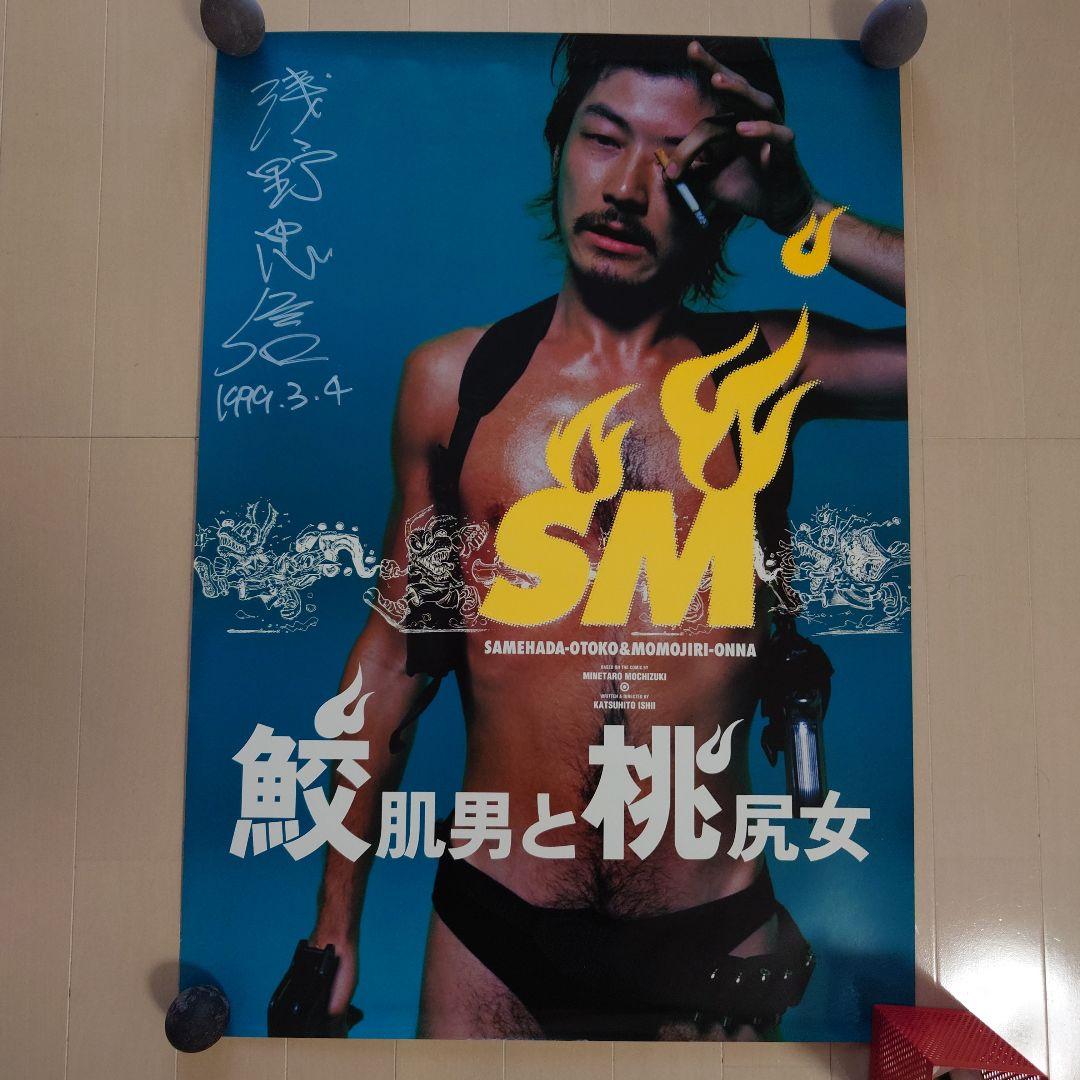 浅野忠信
1999.3.4
SM
SAMEHADA-OTOKO&MOMOJIRI-ONNA
BASED ON THE COMIC BY
MINETARO MOCHIZUKI
WRITTEN & DIRECTED BY
KATSUHITO ISHII
鮫肌男と桃尻女